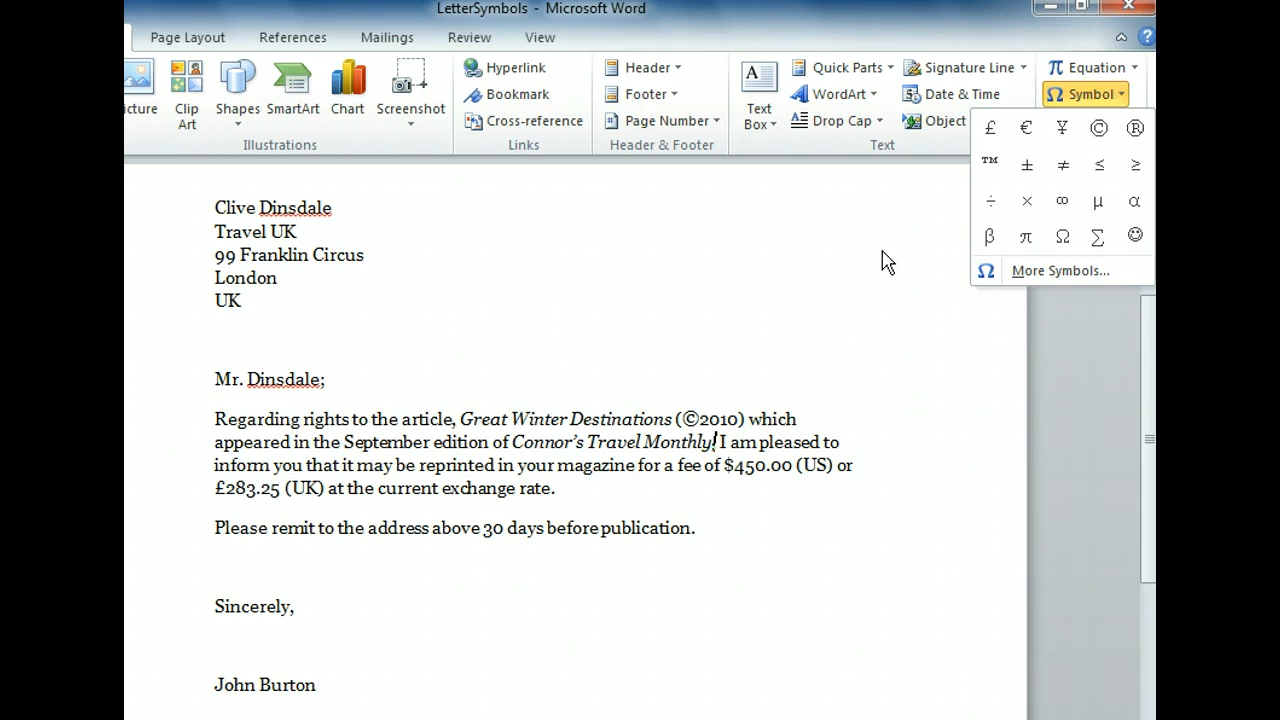 LetterSymbols - Microsoft Word
Page Layout References Mailings Review View
icture Clip Art Shapes SmartArt Chart Screenshot
Illustrations
Hyperlink
Bookmark
Cross-reference
Links
Header
Footer
Page Number
Header & Footer
Text Box
Quick Parts
WordArt
Drop Cap
Signature Line
Date & Time
Object
Text
π Equation
Ω Symbol
£ € ¥ © ®
™ ± ≠ ≤ ≥
÷ × ∞ µ α
β π Ω ∑ ☺
Ω More Symbols...
Clive Dinsdale
Travel UK
99 Franklin Circus
London
UK
Mr. Dinsdale;
Regarding rights to the article, Great Winter Destinations (©2010) which
appeared in the September edition of Connor's Travel Monthly; I am pleased to
inform you that it may be reprinted in your magazine for a fee of $450.00 (US) or
£283.25 (UK) at the current exchange rate.
Please remit to the address above 30 days before publication.
Sincerely,
John Burton